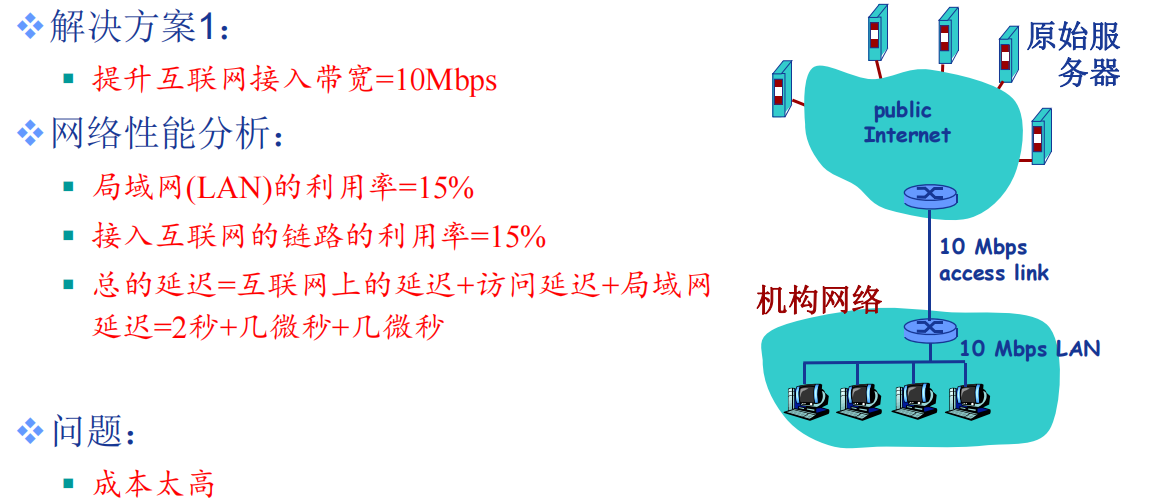 解决方案1：
提升互联网接入带宽=10Mbps
网络性能分析：
局域网(LAN)的利用率=15%
接入互联网的链路的利用率=15%
总的延迟=互联网上的延迟+访问延迟+局域网
延迟=2秒+几微秒+几微秒
问题：
成本太高
原始服
务器
public
Internet
10 Mbps
access link
机构网络
10 Mbps LAN